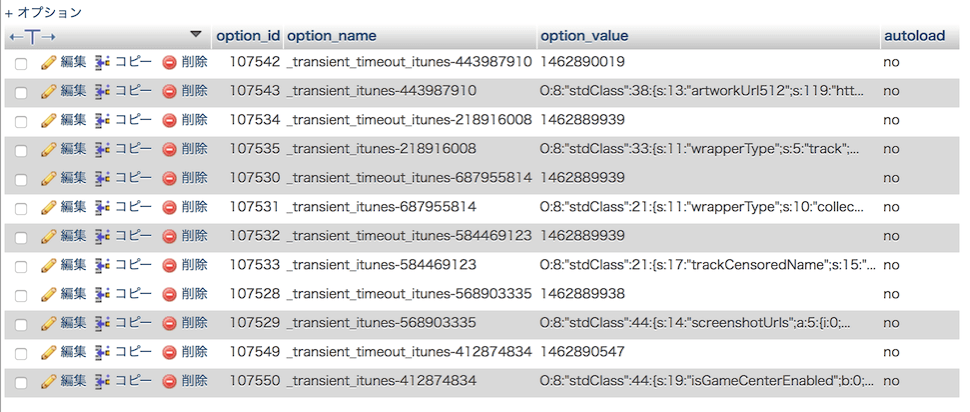 + オプション
←T→ ▼ option_id option_name option_value autoload
編集 コピー 削除 107542 _transient_timeout_itunes-443987910 1462890019 no
編集 コピー 削除 107543 _transient_itunes-443987910 O:8:"stdClass":38:{s:13:"artworkUrl512";s:119:"htt... no
編集 コピー 削除 107534 _transient_timeout_itunes-218916008 1462889939 no
編集 コピー 削除 107535 _transient_itunes-218916008 O:8:"stdClass":33:{s:11:"wrapperType";s:5:"track";... no
編集 コピー 削除 107530 _transient_timeout_itunes-687955814 1462889939 no
編集 コピー 削除 107531 _transient_itunes-687955814 O:8:"stdClass":21:{s:11:"wrapperType";s:10:"collec... no
編集 コピー 削除 107532 _transient_timeout_itunes-584469123 1462889939 no
編集 コピー 削除 107533 _transient_itunes-584469123 O:8:"stdClass":21:{s:17:"trackCensoredName";s:15:"... no
編集 コピー 削除 107528 _transient_timeout_itunes-568903335 1462889938 no
編集 コピー 削除 107529 _transient_itunes-568903335 O:8:"stdClass":44:{s:14:"screenshotUrls";a:5:{i:0;... no
編集 コピー 削除 107549 _transient_timeout_itunes-412874834 1462890547 no
編集 コピー 削除 107550 _transient_itunes-412874834 O:8:"stdClass":44:{s:19:"isGameCenterEnabled";b:0;... no